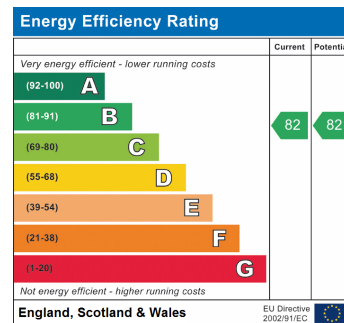 Energy Efficiency Rating
Current Potentia
Very energy efficient - lower running costs
(92-100) A
(81-91) B
82 82
(69-80) C
(55-68) D
(39-54) E
(21-38) F
(1-20) G
Not energy efficient - higher running costs
England, Scotland & Wales
EU Directive
2002/91/EC